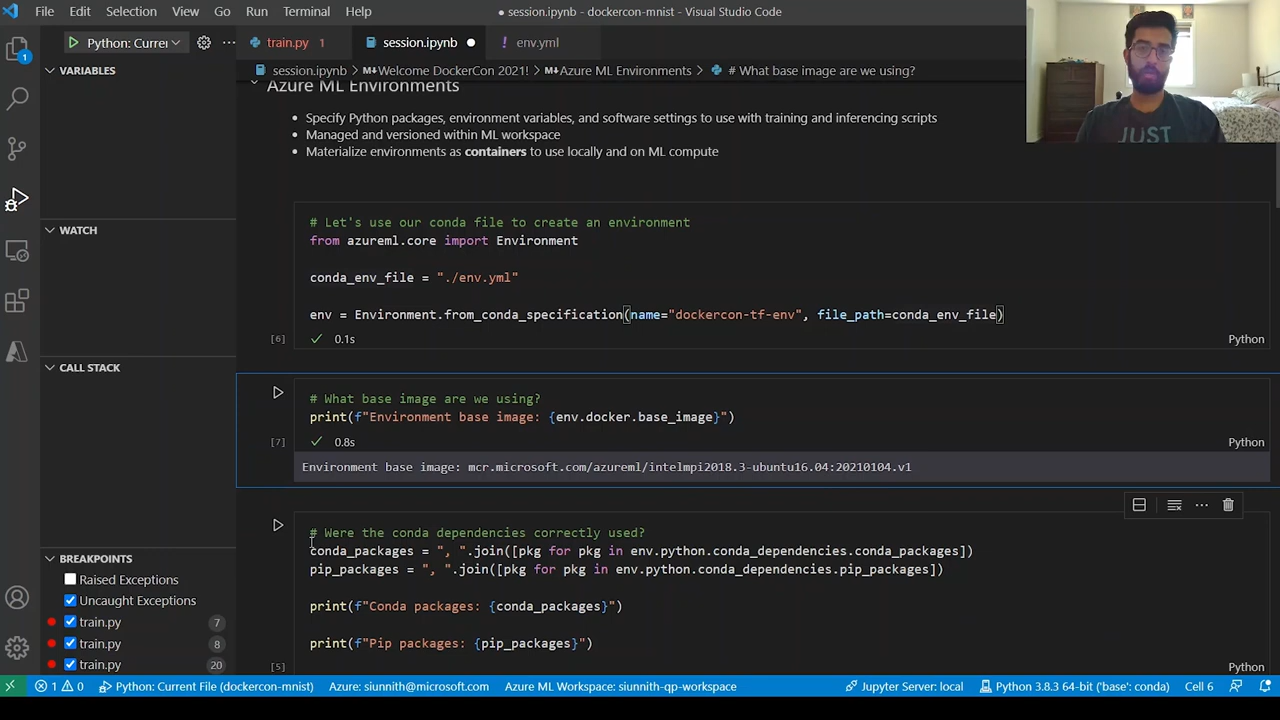 File Edit Selection View Go Run Terminal Help
● session.ipynb - dockercon-mnist - Visual Studio Code
Python: Currei
train.py 1 session.ipynb ● env.yml
session.ipynb > Welcome DockerCon 2021! > Azure ML Environments > # What base image are we using?
1
VARIABLES
WATCH
CALL STACK
BREAKPOINTS
Raised Exceptions
Uncaught Exceptions
train.py 7
train.py 8
train.py 20
Azure ML Environments
• Specify Python packages, environment variables, and software settings to use with training and inferencing scripts
• Managed and versioned within ML workspace
• Materialize environments as containers to use locally and on ML compute
# Let's use our conda file to create an environment
from azureml.core import Environment
conda_env_file = "./env.yml"
env = Environment.from_conda_specification(name="dockercon-tf-env", file_path=conda_env_file)
[6] ✓ 0.1s Python
# What base image are we using?
print(f"Environment base image: {env.docker.base_image}")
[7] ✓ 0.8s Python
Environment base image: mcr.microsoft.com/azureml/intelmpi2018.3-ubuntu16.04:20210104.v1
# Were the conda dependencies correctly used?
conda_packages = ", ".join([pkg for pkg in env.python.conda_dependencies.conda_packages])
pip_packages = ", ".join([pkg for pkg in env.python.conda_dependencies.pip_packages])
print(f"Conda packages: {conda_packages}")
print(f"Pip packages: {pip_packages}")
[5] Python
JUST
1 0 Python: Current File (dockercon-mnist) Azure: siunnith@microsoft.com Azure ML Workspace: siunnith-qp-workspace Jupyter Server: local Python 3.8.3 64-bit ('base': conda) Cell 6